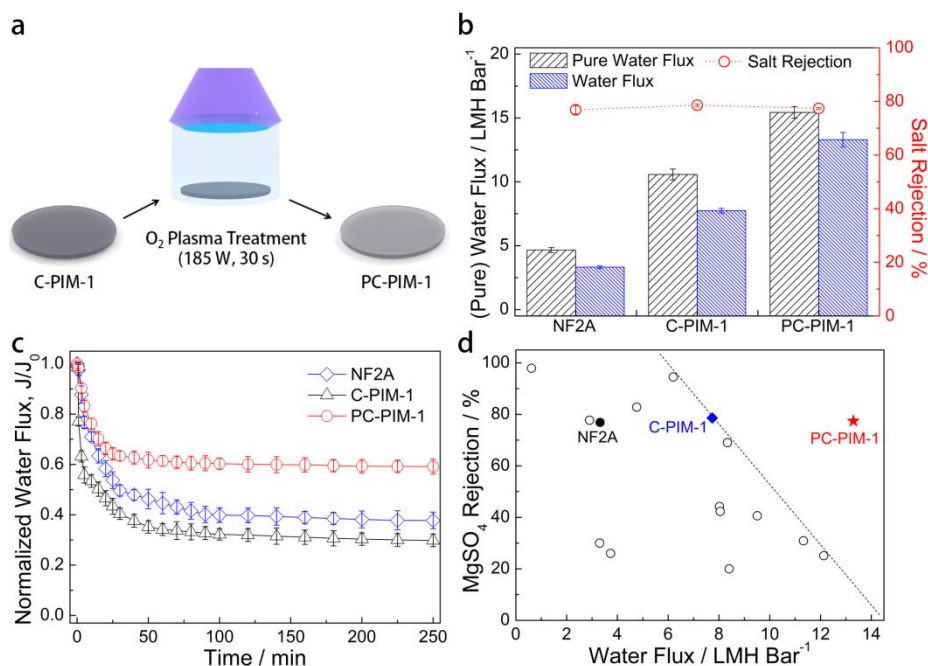 a
C-PIM-1
O₂ Plasma Treatment
(185 W, 30 s)
PC-PIM-1
b
(Pure) Water Flux / LMH Bar⁻¹
20
15
10
5
0
Pure Water Flux
Water Flux
Salt Rejection
100
80
60
40
20
0
Salt Rejection / %
NF2A C-PIM-1 PC-PIM-1
c
Normalized Water Flux, J/J₀
1.0
0.8
0.6
0.4
0.2
0.0
NF2A
C-PIM-1
PC-PIM-1
0 50 100 150 200 250
Time / min
d
MgSO₄ Rejection / %
100
80
60
40
20
0
NF2A
C-PIM-1
PC-PIM-1
0 2 4 6 8 10 12 14
Water Flux / LMH Bar⁻¹